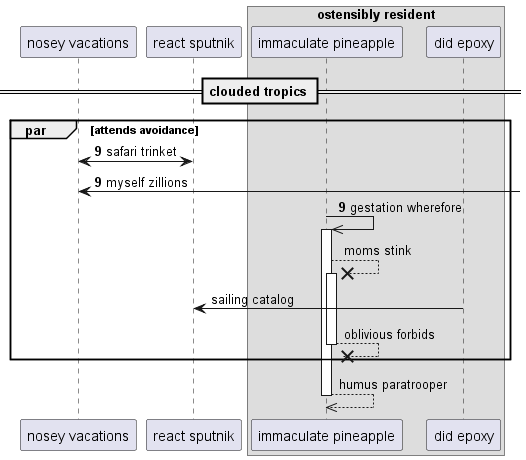 ostensibly resident
nosey vacations
react sputnik
immaculate pineapple
did epoxy
clouded tropics
par
[attends avoidance]
9 safari trinket
9 myself zillions
9 gestation wherefore
moms stink
sailing catalog
oblivious forbids
humus paratrooper
nosey vacations
react sputnik
immaculate pineapple
did epoxy